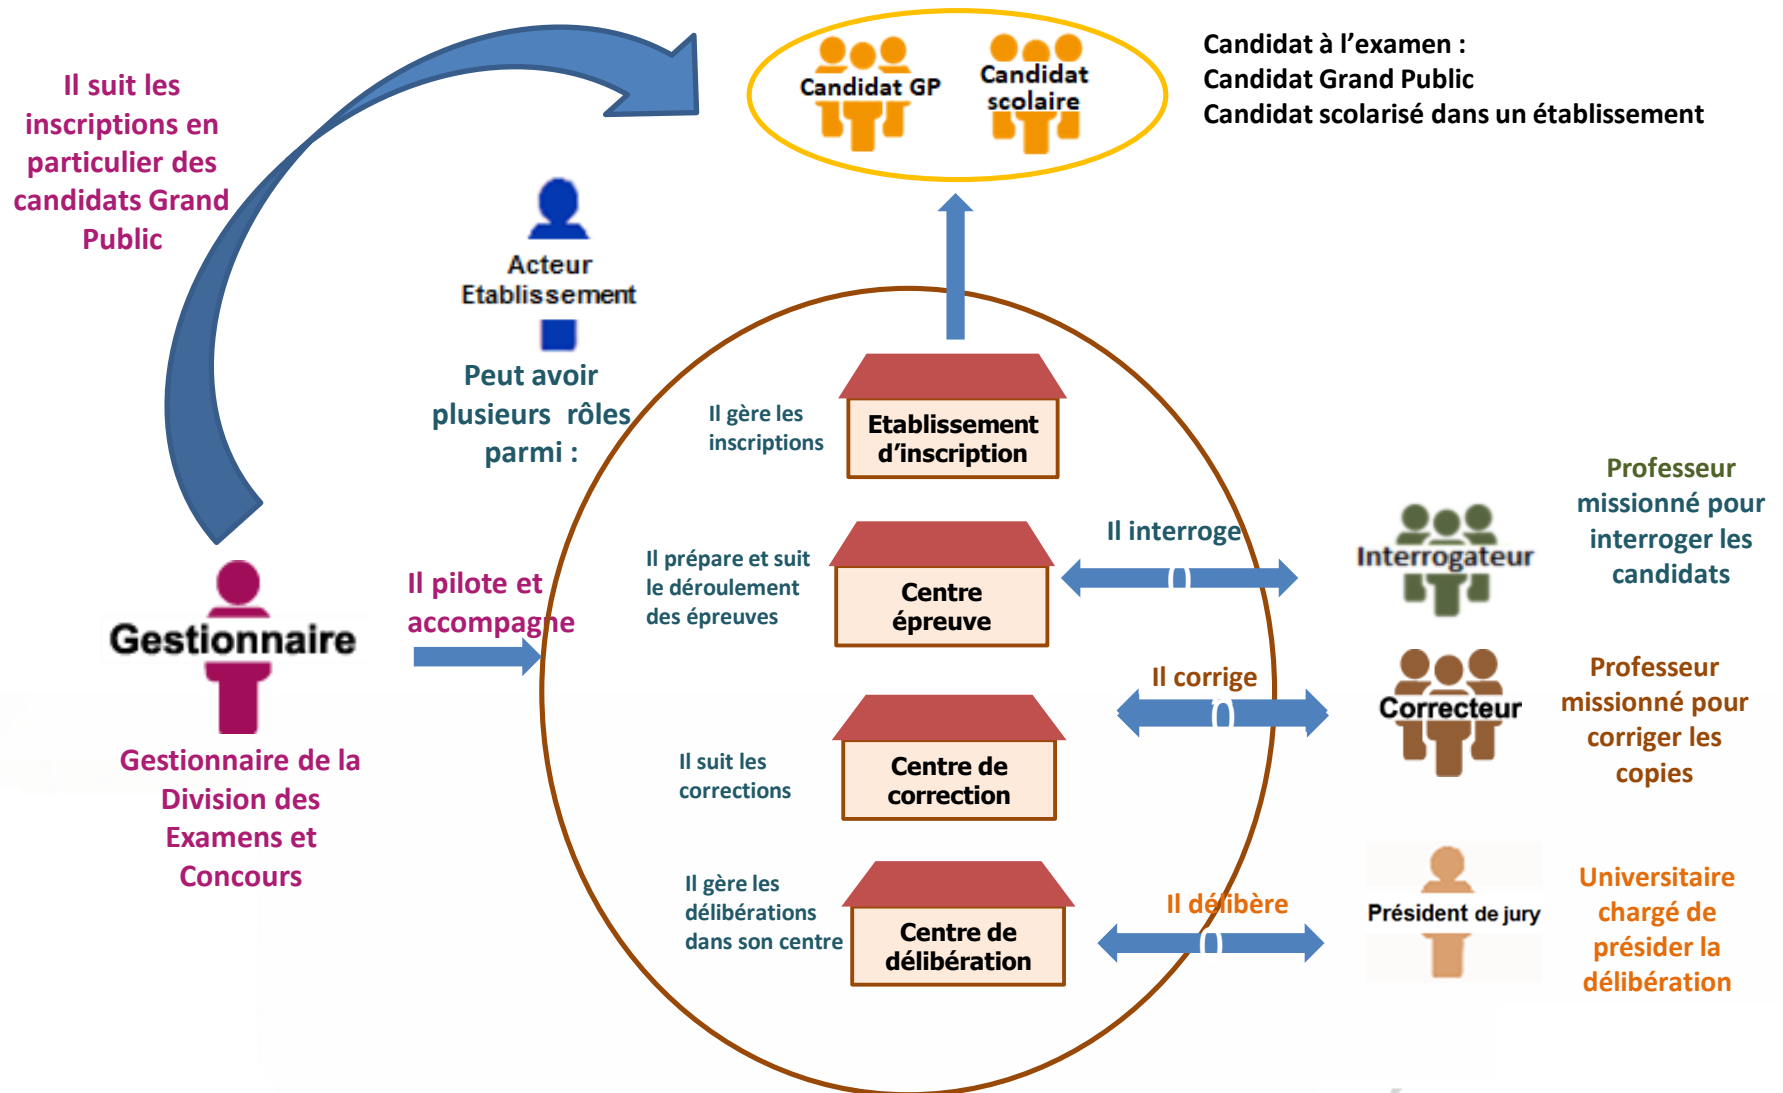 Il suit les
inscriptions en
particulier des
candidats Grand
Public
Candidat GP
Candidat
scolaire
Candidat à l’examen :
Candidat Grand Public
Candidat scolarisé dans un établissement
Acteur
Etablissement
Peut avoir
plusieurs rôles
parmi :
Il gère les
inscriptions
Etablissement
d’inscription
Il prépare et suit
le déroulement
des épreuves
Centre
épreuve
Il interroge
Interrogateur
Professeur
missionné pour
interroger les
candidats
Il pilote et
accompagne
Gestionnaire
Gestionnaire de la
Division des
Examens et
Concours
Il suit les
corrections
Centre de
correction
Il corrige
Correcteur
Professeur
missionné pour
corriger les
copies
Il gère les
délibérations
dans son centre
Centre de
délibération
Il délibère
Président de jury
Universitaire
chargé de
présider la
délibération